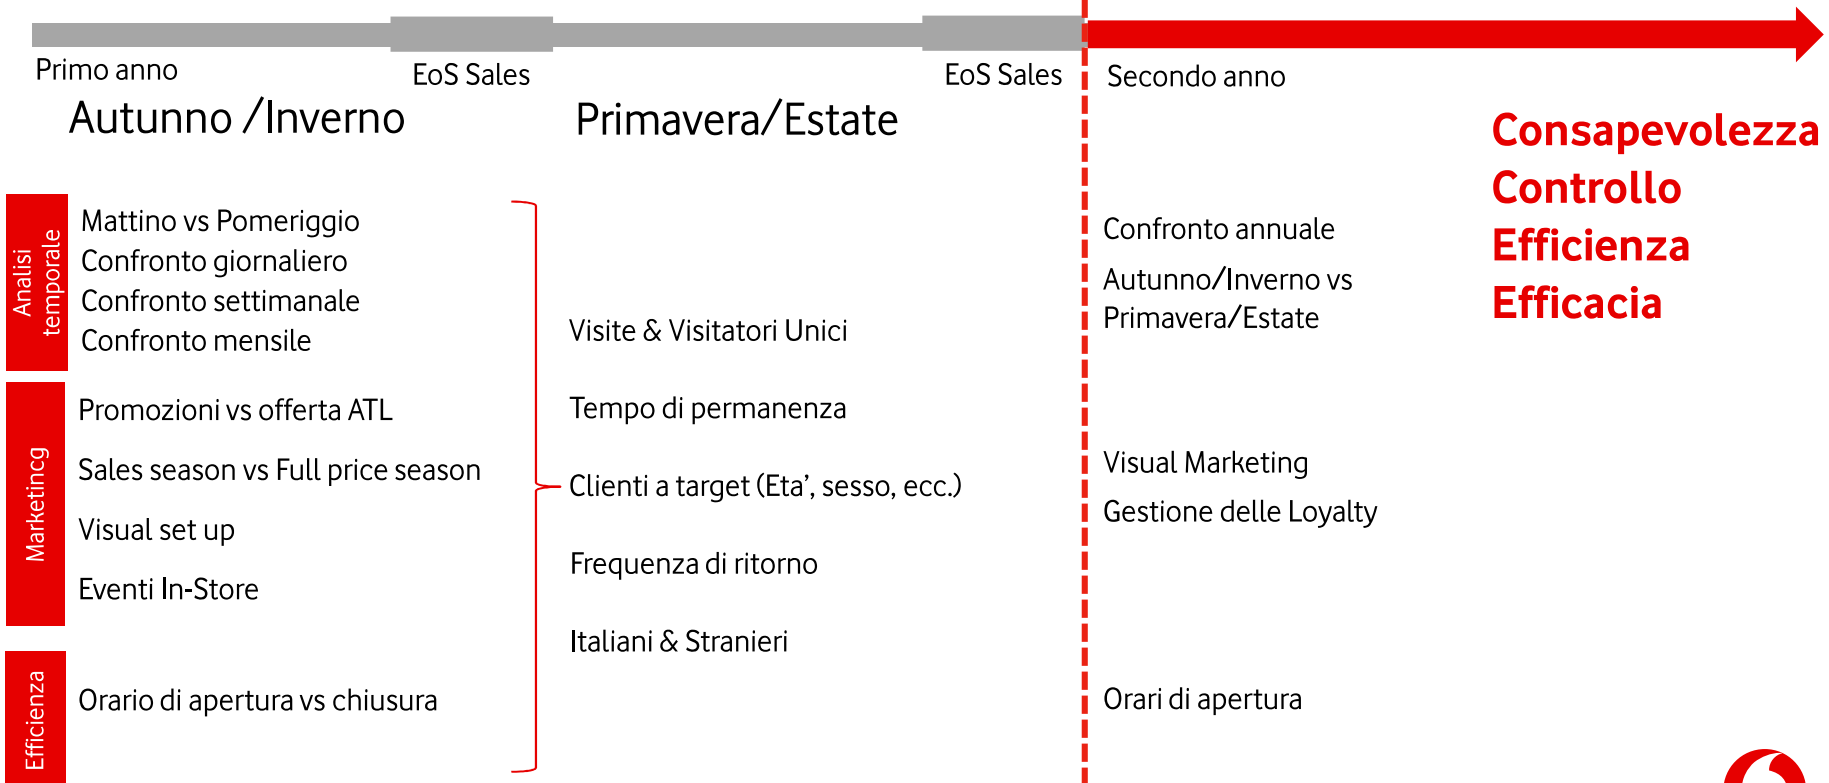 Primo anno
EoS Sales
EoS Sales
Secondo anno
Autunno /Inverno
Primavera/Estate
Consapevolezza
Controllo
Efficienza
Efficacia
Analisi
temporale
Mattino vs Pomeriggio
Confronto giornaliero
Confronto settimanale
Confronto mensile
Marketincg
Promozioni vs offerta ATL
Sales season vs Full price season
Visual set up
Eventi In-Store
Efficienza
Orario di apertura vs chiusura
Visite & Visitatori Unici
Tempo di permanenza
Clienti a target (Eta’, sesso, ecc.)
Frequenza di ritorno
Italiani & Stranieri
Confronto annuale
Autunno/Inverno vs
Primavera/Estate
Visual Marketing
Gestione delle Loyalty
Orari di apertura